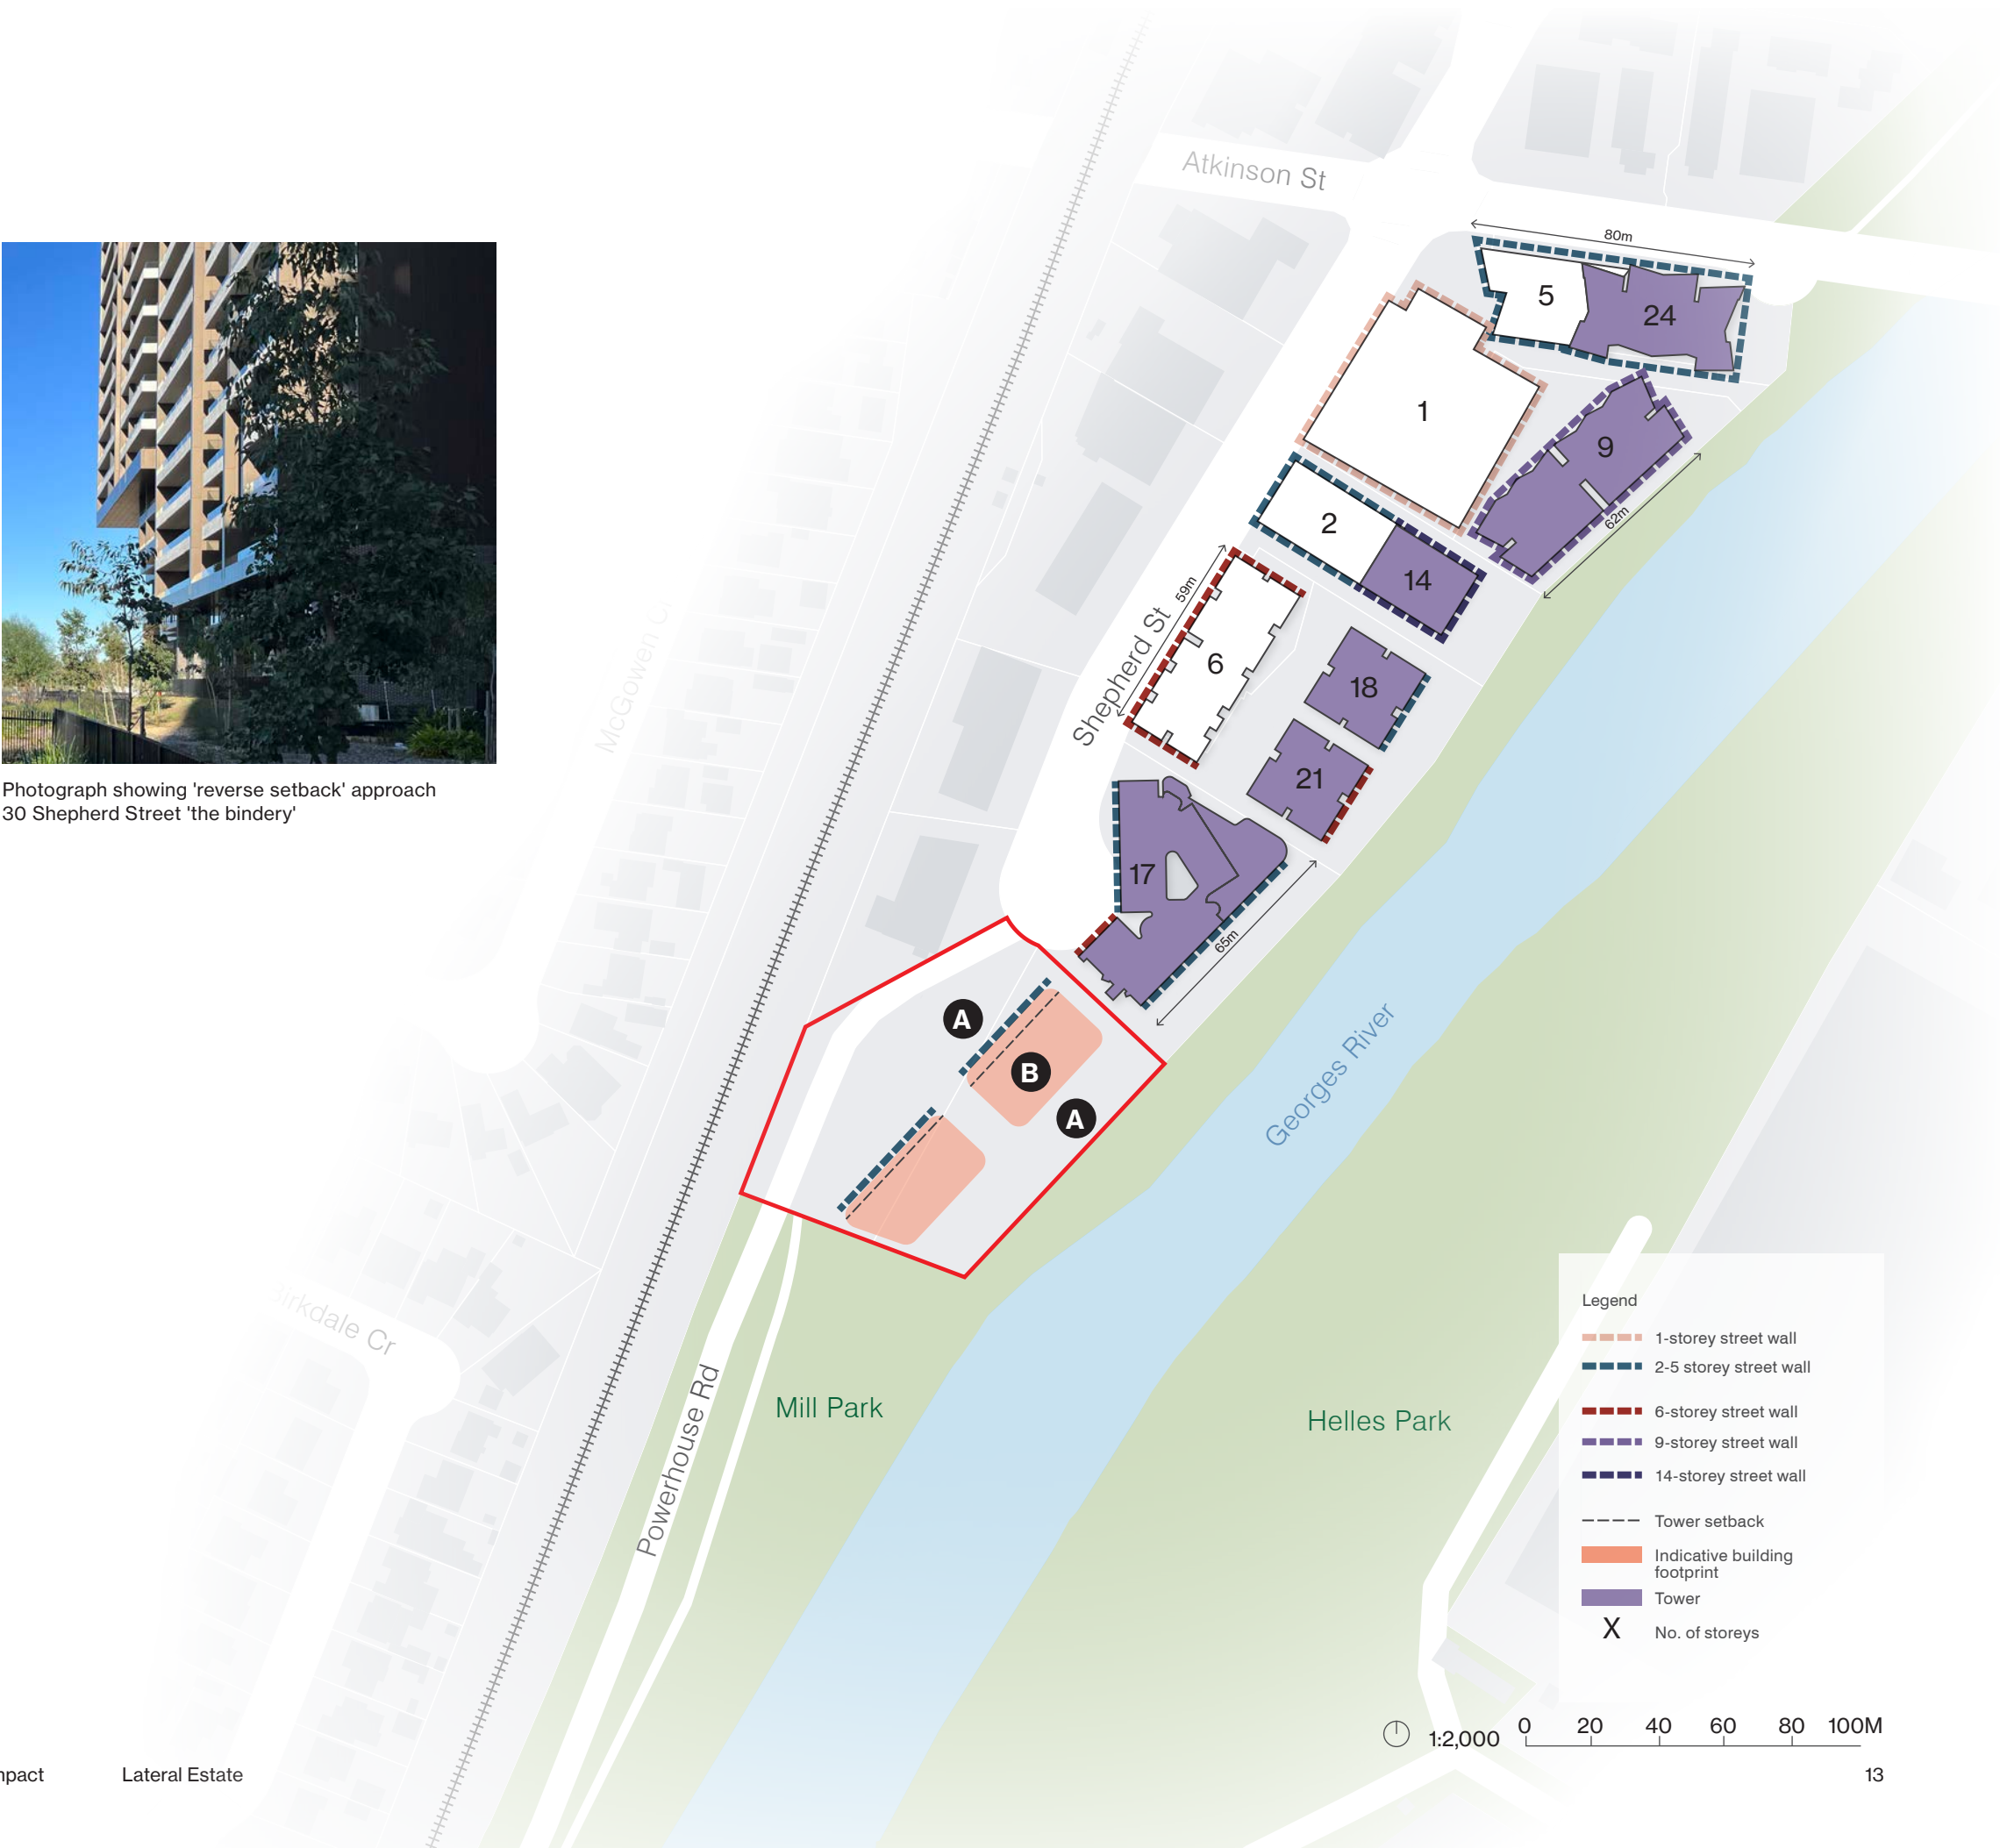 Atkinson St
80m
5
24
1
9
62m
2
14
59m
Shepherd St
6
18
21
17
65m
McGowen C
Photograph showing 'reverse setback' approach
30 Shepherd Street 'the bindery'
A
B
A
Georges River
Birkdale Cr
Powerhouse Rd
Mill Park
Helles Park
Legend
1-storey street wall
2-5 storey street wall
6-storey street wall
9-storey street wall
14-storey street wall
Tower setback
Indicative building
footprint
Tower
X No. of storeys
1:2,000 0 20 40 60 80 100M
Lateral Estate
13